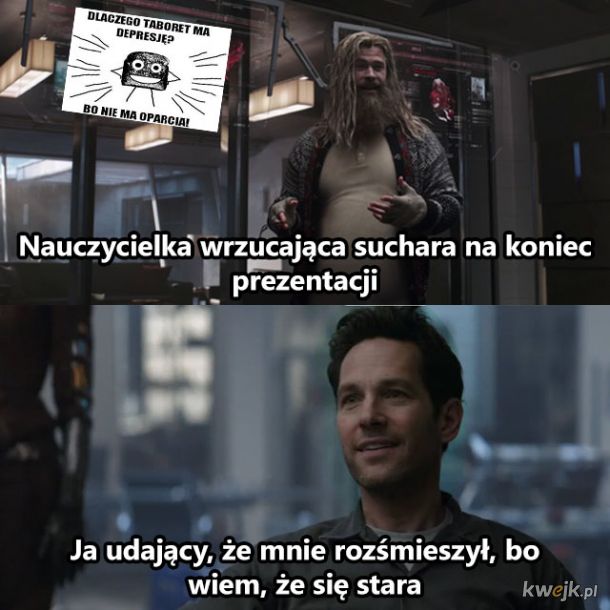 DLACZEGO TABORET MA
DEPRESJĘ?
BO NIE MA OPARCIA!
Nauczycielka wrzucająca suchara na koniec
prezentacji
Ja udający, że mnie rozśmieszył, bo
wiem, że się stara
kwejk.pl